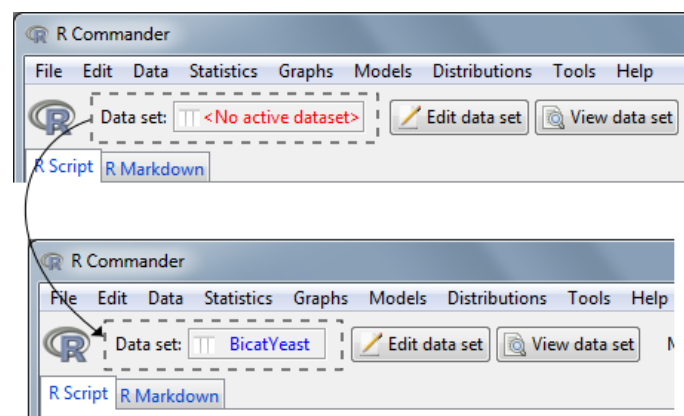 R Commander
File Edit Data Statistics Graphs Models Distributions Tools Help
R Data set: <No active dataset> Edit data set View data set
R Script R Markdown
R Commander
File Edit Data Statistics Graphs Models Distributions Tools Help
R Data set: BicatYeast Edit data set View data set M
R Script R Markdown